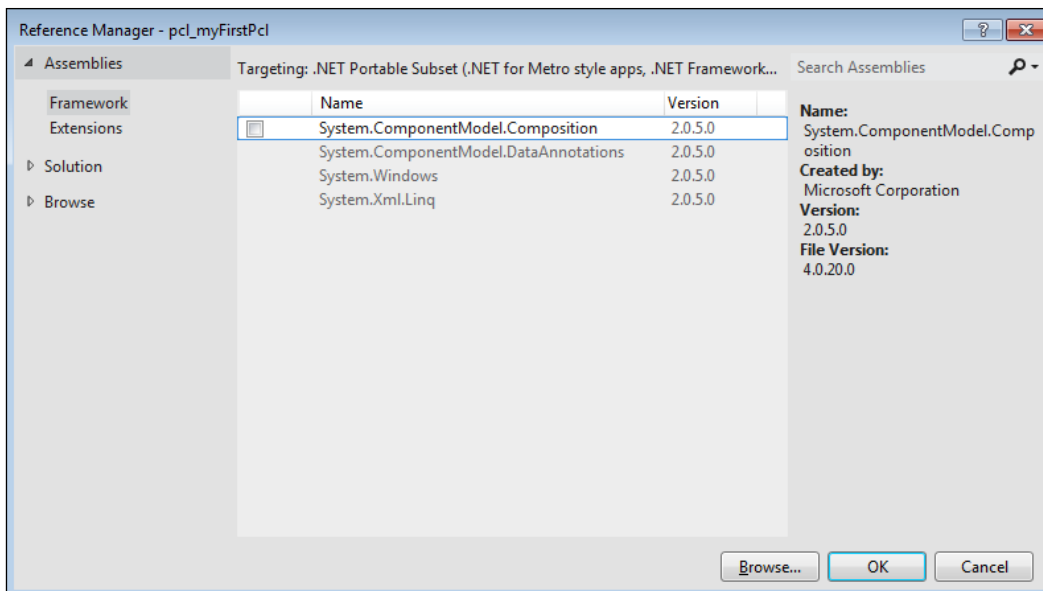 Reference Manager - pcl_myFirstPcl
?
Assemblies
Framework
Extensions
Solution
Browse
Targeting: .NET Portable Subset (.NET for Metro style apps, .NET Framework...
Name Version
System.ComponentModel.Composition 2.0.5.0
System.ComponentModel.DataAnnotations 2.0.5.0
System.Windows 2.0.5.0
System.Xml.Linq 2.0.5.0
Search Assemblies
Name:
System.ComponentModel.Comp
osition
Created by:
Microsoft Corporation
Version:
2.0.5.0
File Version:
4.0.20.0
Browse... OK Cancel